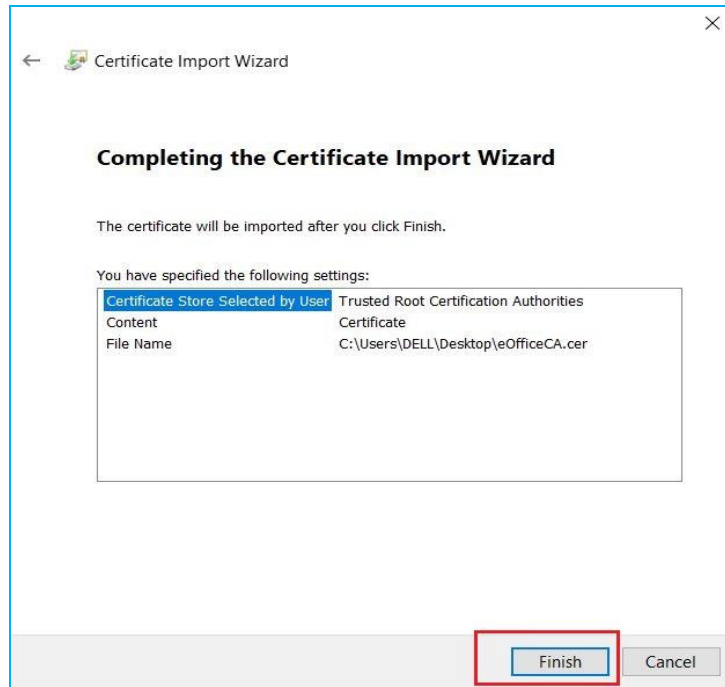 Certificate Import Wizard
Completing the Certificate Import Wizard
The certificate will be imported after you click Finish.
You have specified the following settings:
Certificate Store Selected by User Trusted Root Certification Authorities
Content Certificate
File Name C:\Users\DELL\Desktop\eOfficeCA.cer
Finish Cancel